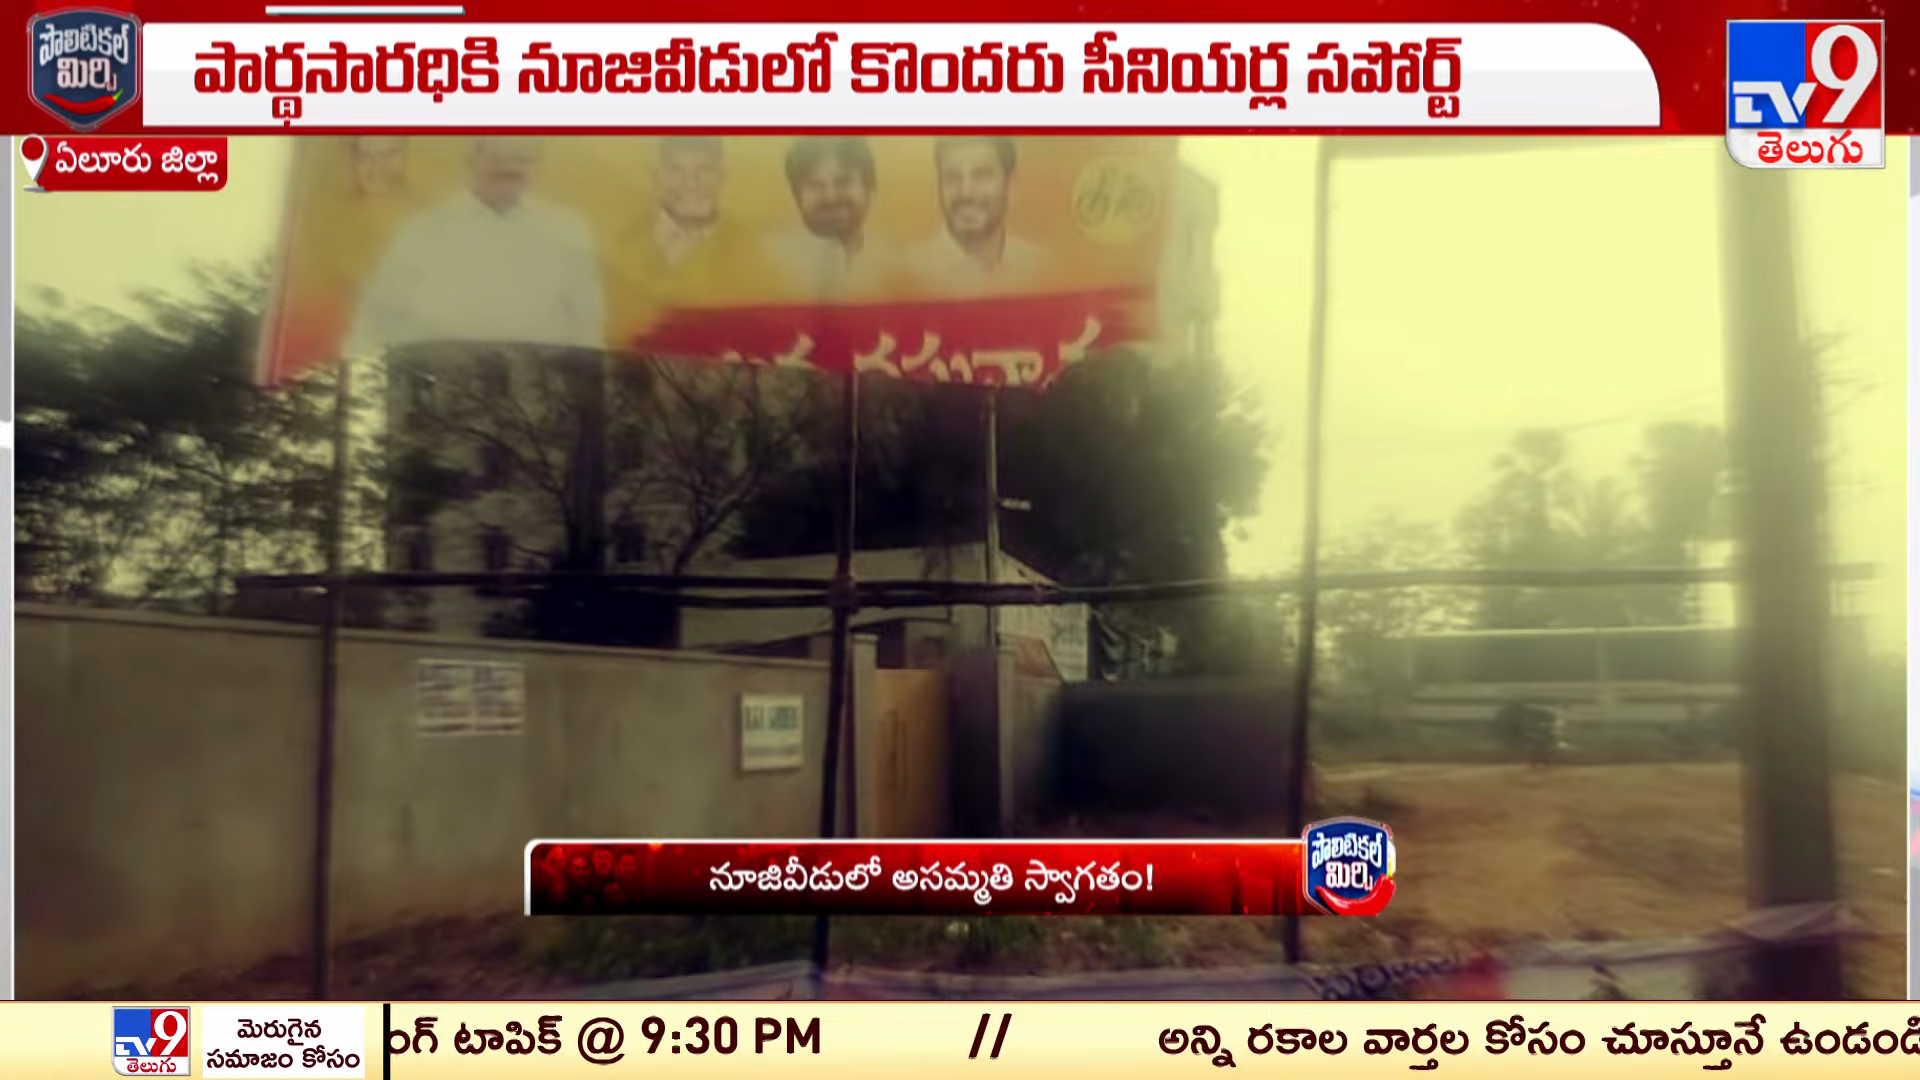 పొలిటికల్
మిర్చి
పార్థసారధికి నూజివీడులో కొందరు సీనియర్ల సపోర్ట్
TV9
తెలుగు
ఏలూరు జిల్లా
నూజివీడులో అసమ్మతి స్వాగతం!
పొలిటికల్
మిర్చి
TV9
తెలుగు
మెరుగైన
సమాజం కోసం
ంగ్ టాపిక్ @ 9:30 PM // అన్ని రకాల వార్తల కోసం చూస్తూనే ఉండండి